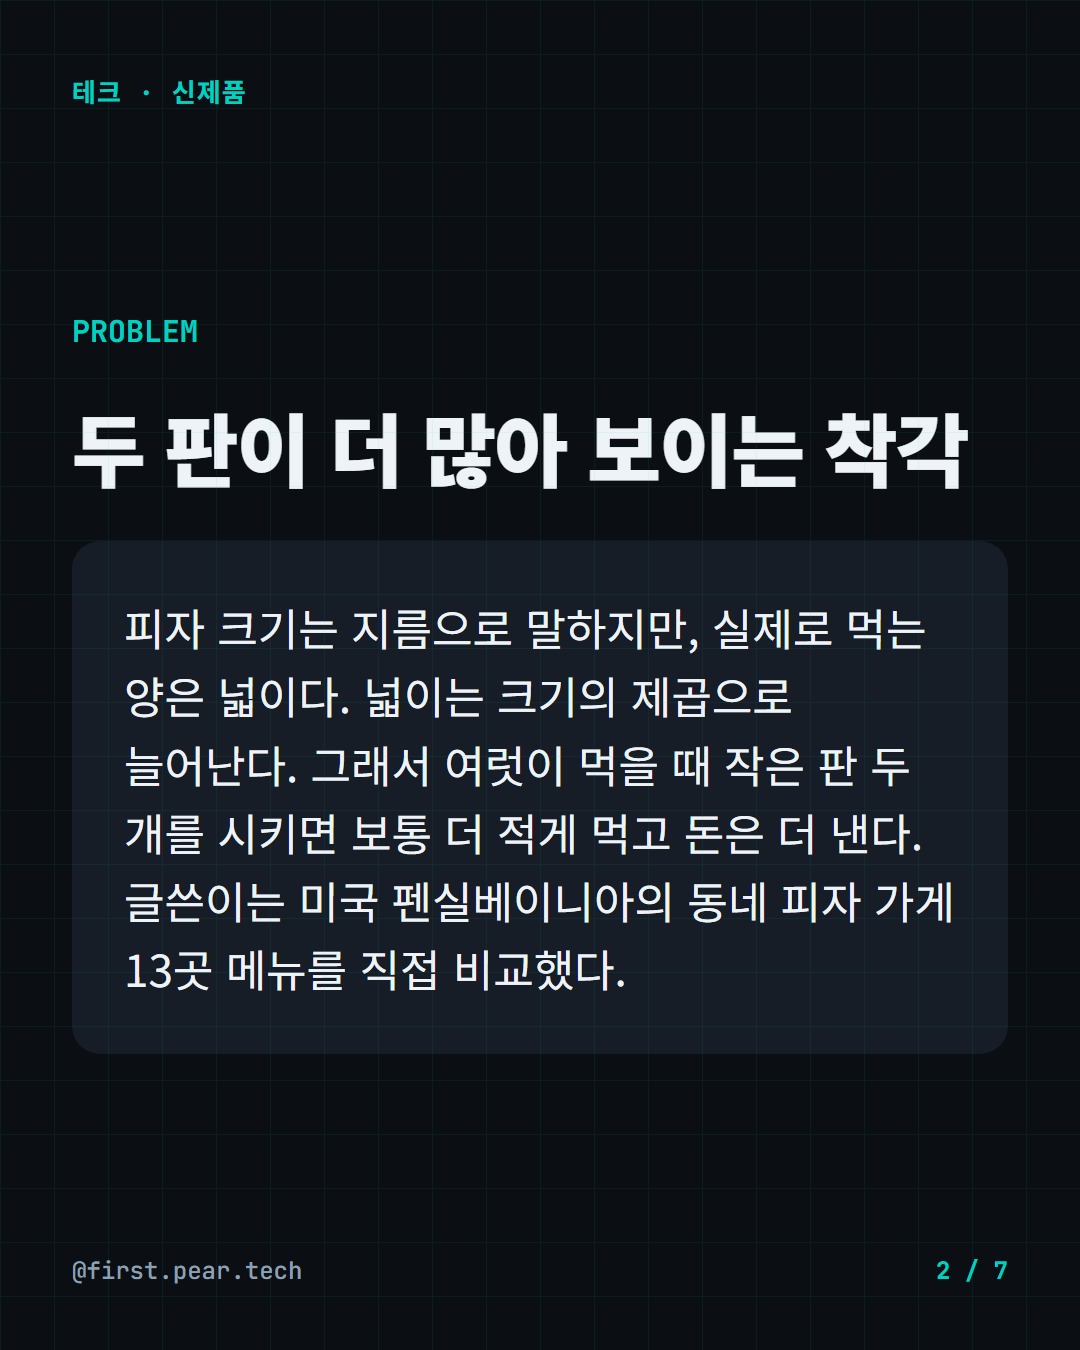 테크 · 신제품
PROBLEM
두 판이 더 많아 보이는 착각
피자 크기는 지름으로 말하지만, 실제로 먹는
양은 넓이다. 넓이는 크기의 제곱으로
늘어난다. 그래서 여럿이 먹을 때 작은 판 두
개를 시키면 보통 더 적게 먹고 돈은 더 낸다.
글쓴이는 미국 펜실베이니아의 동네 피자 가게
13곳 메뉴를 직접 비교했다.
@first.pear.tech
2 / 7